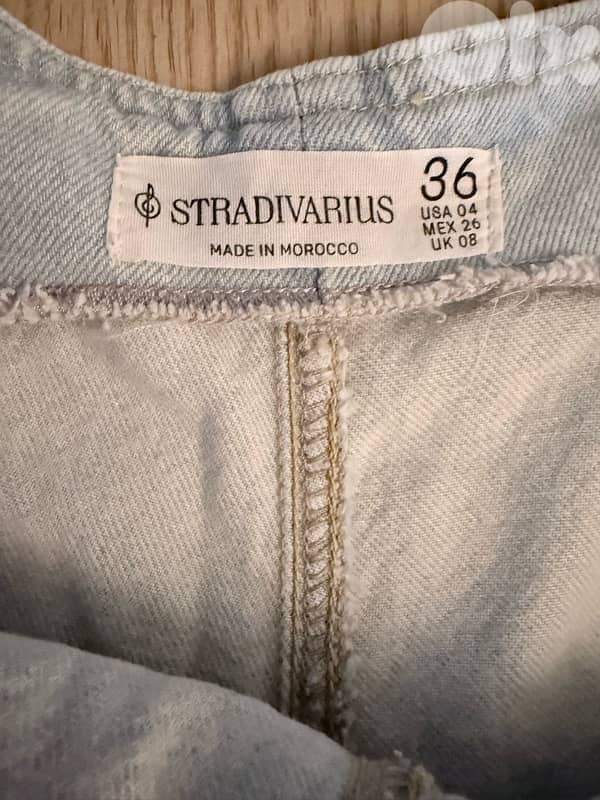 STRADIVARIUS
MADE IN MOROCCO
36
USA 04
MEX 26
UK 08